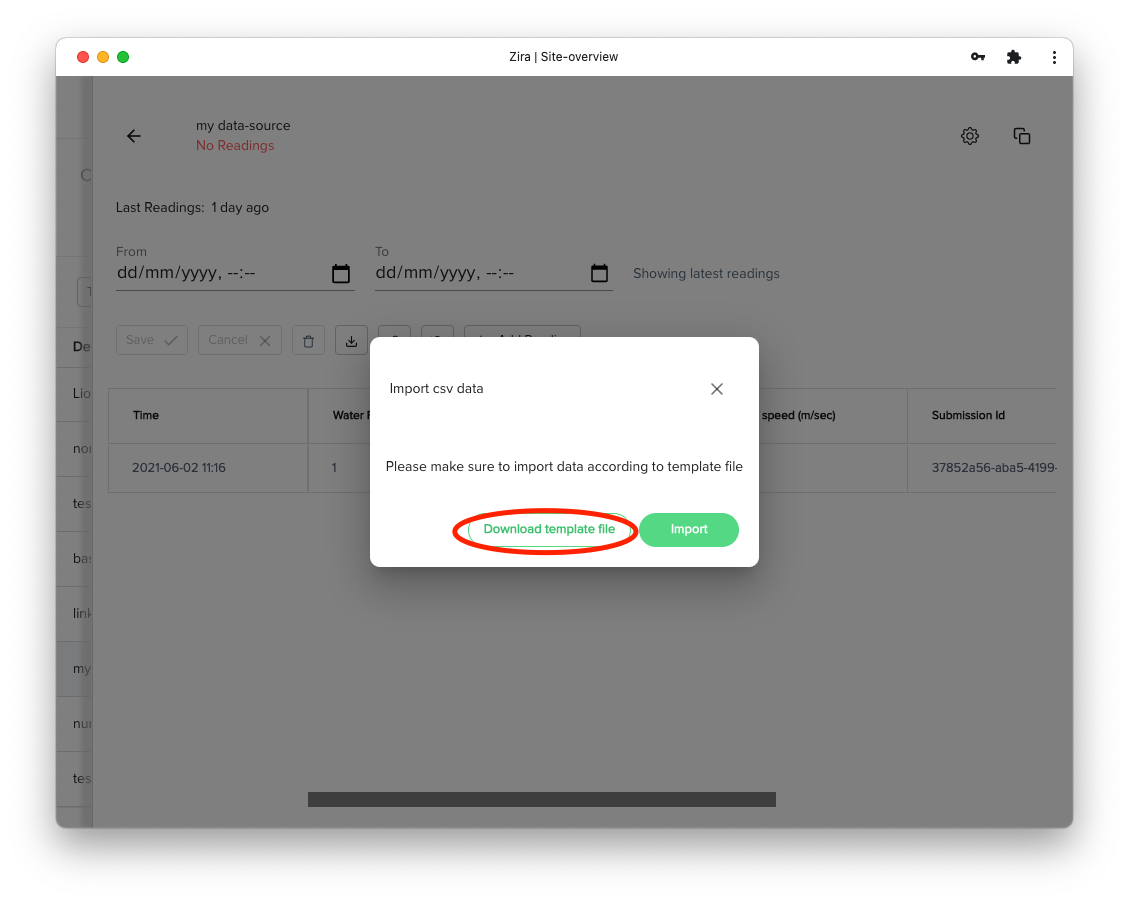 Zira | Site-overview
my data-source
No Readings
Last Readings: 1 day ago
From
To
dd/mm/yyyy, --:--
dd/mm/yyyy, --:--
Showing latest readings
Save
Cancel
Import csv data
Please make sure to import data according to template file
Download template file
Import
Time
Water
speed (m/sec)
Submission Id
2021-06-02 11:16
1
37852a56-aba5-4199-
De
Lio
nor
tes
bas
link
my
nur
tes